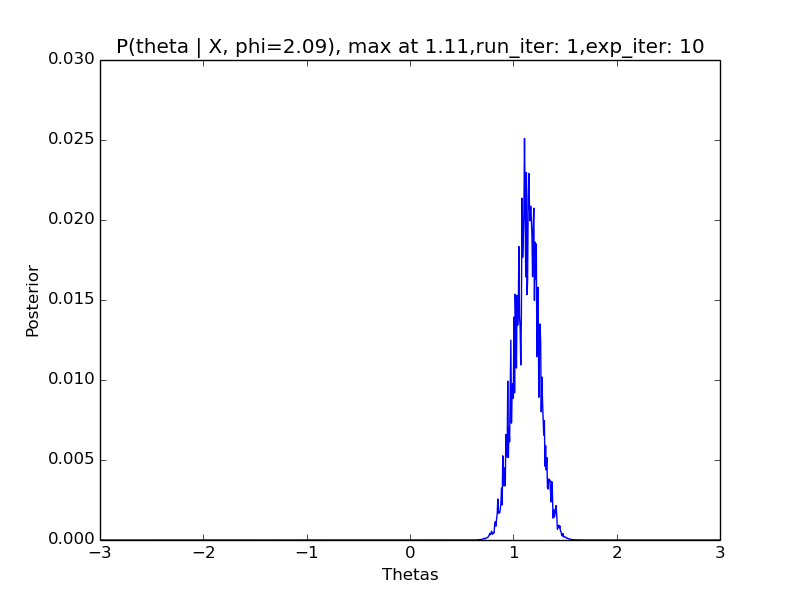 P(theta | X, phi=2.09), max at 1.11,run_iter: 1,exp_iter: 10
0.030
0.025
0.020
0.015
0.010
0.005
0.000
Posterior
−3 −2 −1 0 1 2 3
Thetas